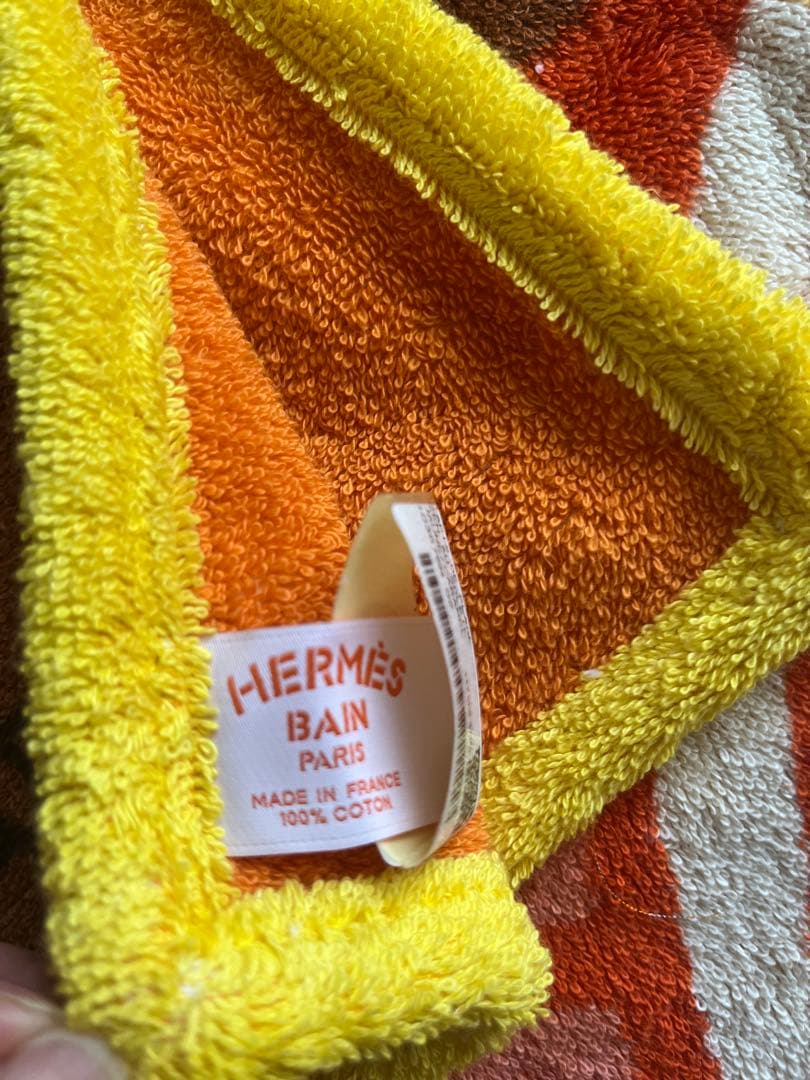 HERMÈS
BAIN
PARIS
MADE IN FRANCE
100% COTON